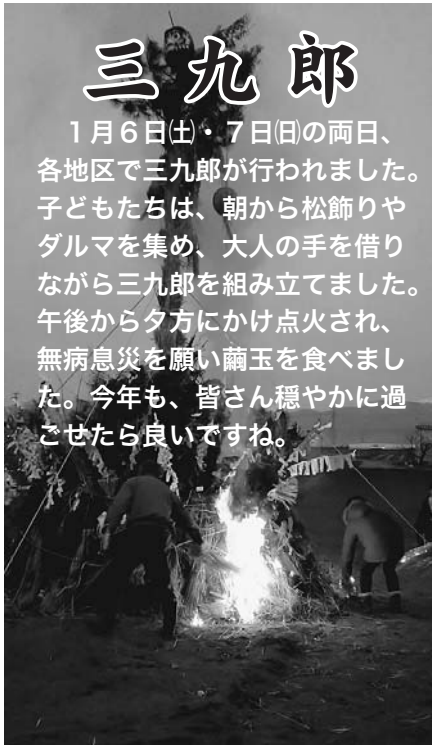 三九郎
　１月６日㈯・７日㈰の両日、
各地区で三九郎が行われました。
子どもたちは、朝から松飾りや
ダルマを集め、大人の手を借り
ながら三九郎を組み立てました。
午後から夕方にかけ点火され、
無病息災を願い繭玉を食べまし
た。今年も、皆さん穏やかに過
ごせたら良いですね。